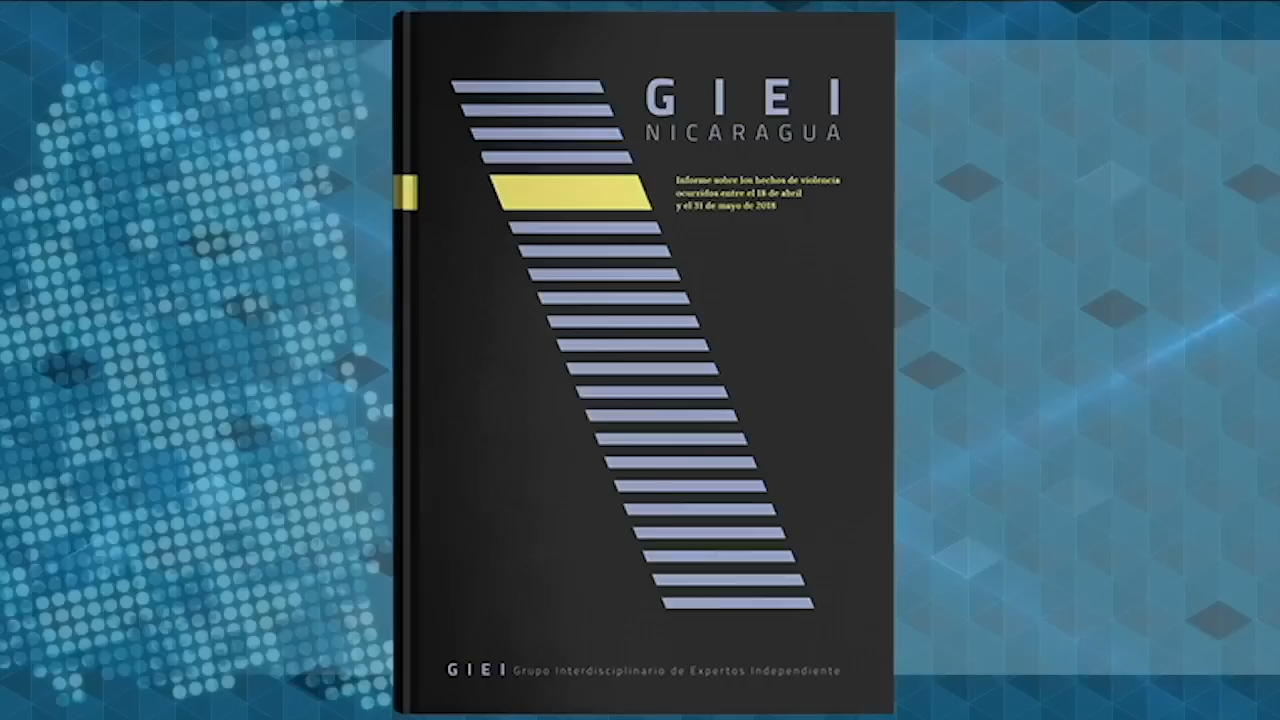 GIEI
NICARAGUA
Informe sobre los hechos de violencia
ocurridos entre el 18 de abril
y el 31 de mayo de 2018
GIEI Grupo Interdisciplinario de Expertos Independiente